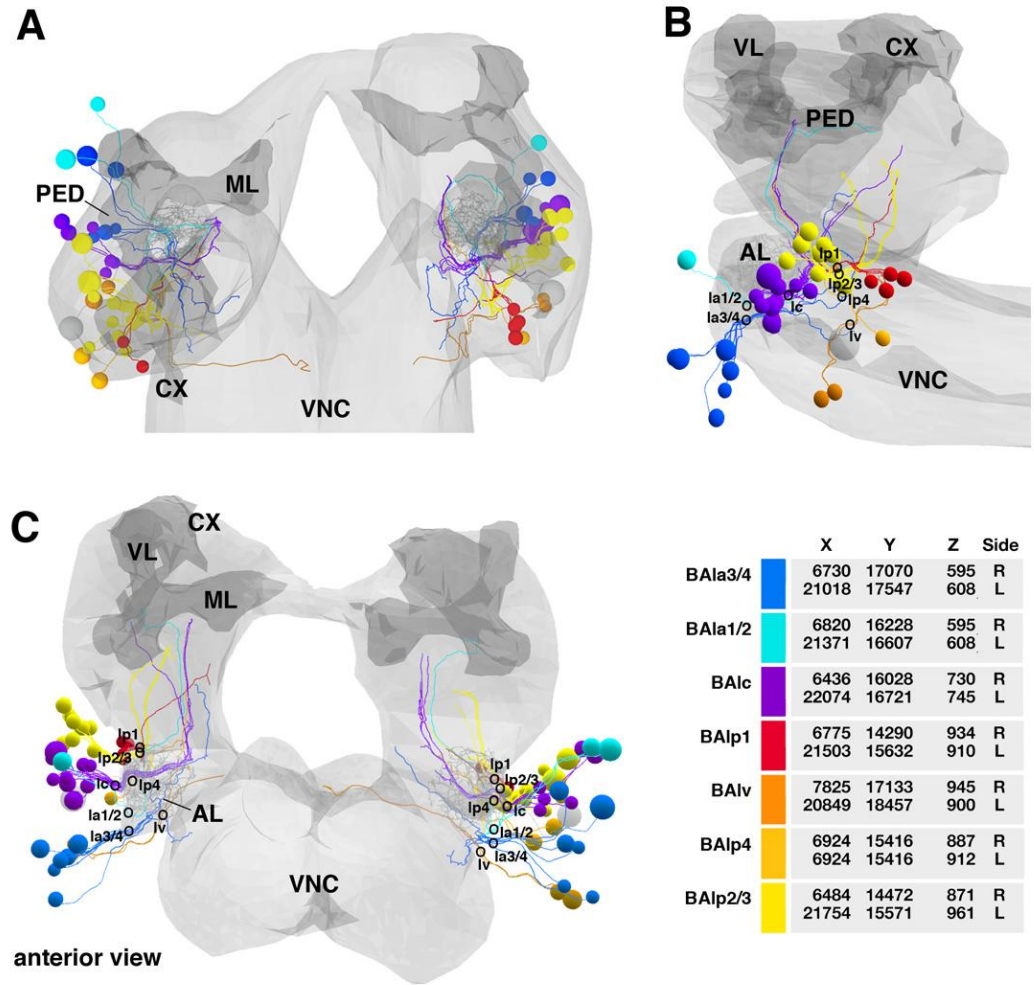 A
PED
ML
CX
VNC
B
VL
CX
PED
AL
lp1
lp2/3
la1/2
lc
lp4
la3/4
lv
VNC
C
CX
VL
ML
lp1
lp2/3
lc
lp4
la1/2
AL
la3/4
lv
VNC
lp1
lp2/3
lp4
lc
la1/2
la3/4
lv
anterior view
X Y Z Side
BAla3/4 6730 17070 595 R
21018 17547 608 L
BAla1/2 6820 16228 595 R
21371 16607 608 L
BAlc 6436 16028 730 R
22074 16721 745 L
BAlp1 6775 14290 934 R
21503 15632 910 L
BAlv 7825 17133 945 R
20849 18457 900 L
BAlp4 6924 15416 887 R
6924 15416 912 L
BAlp2/3 6484 14472 871 R
21754 15571 961 L